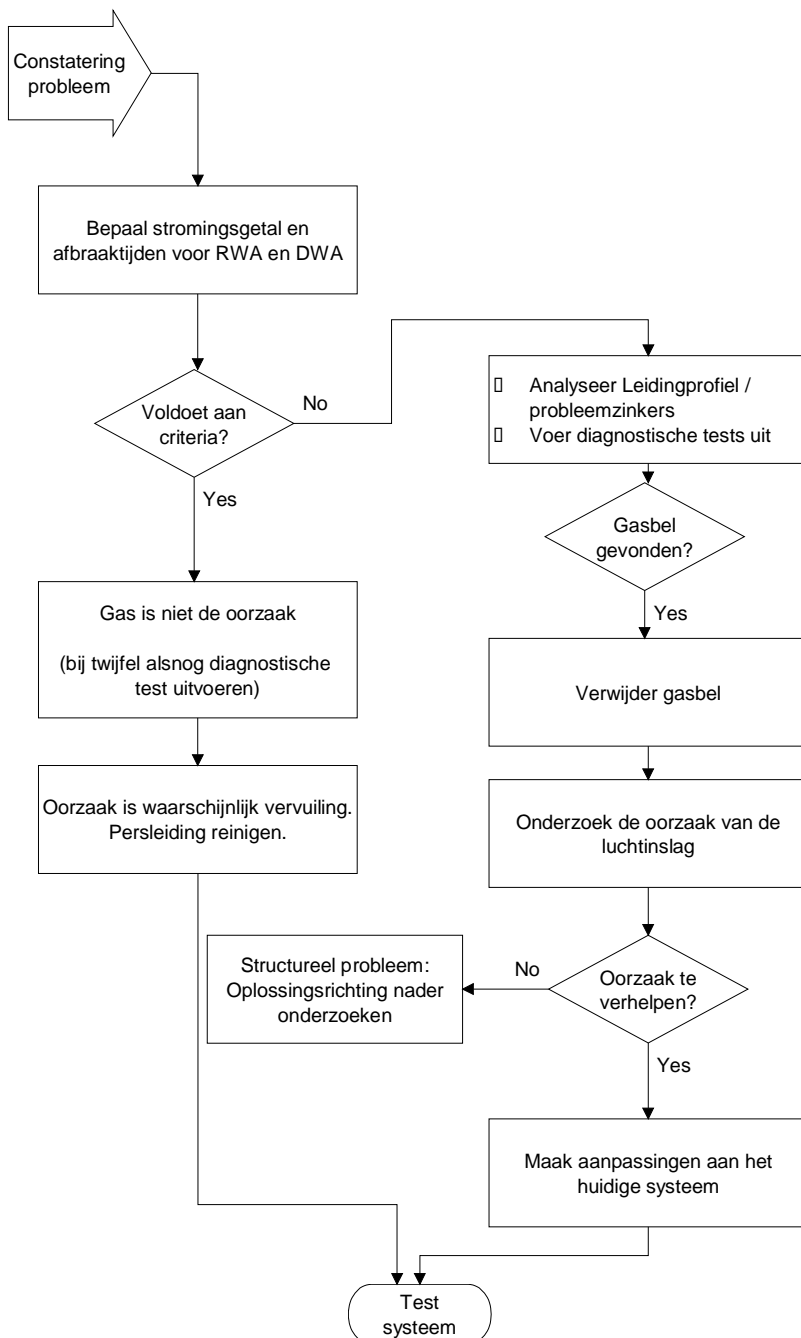 Constatering
probleem
Bepaal stromingsgetal en
afbraaktijden voor RWA en DWA
Voldoet aan
criteria?
No
Yes
Analyseer Leidingprofiel /
probleemzinkers
Voer diagnostische tests uit
Gasbel
gevonden?
Yes
Gas is niet de oorzaak
(bij twijfel alsnog diagnostische
test uitvoeren)
Verwijder gasbel
Oorzaak is waarschijnlijk vervuiling.
Persleiding reinigen.
Onderzoek de oorzaak van de
luchtinslag
Structureel probleem:
Oplossingsrichting nader
onderzoeken
No
Oorzaak te
verhelpen?
Yes
Maak aanpassingen aan het
huidige systeem
Test
systeem